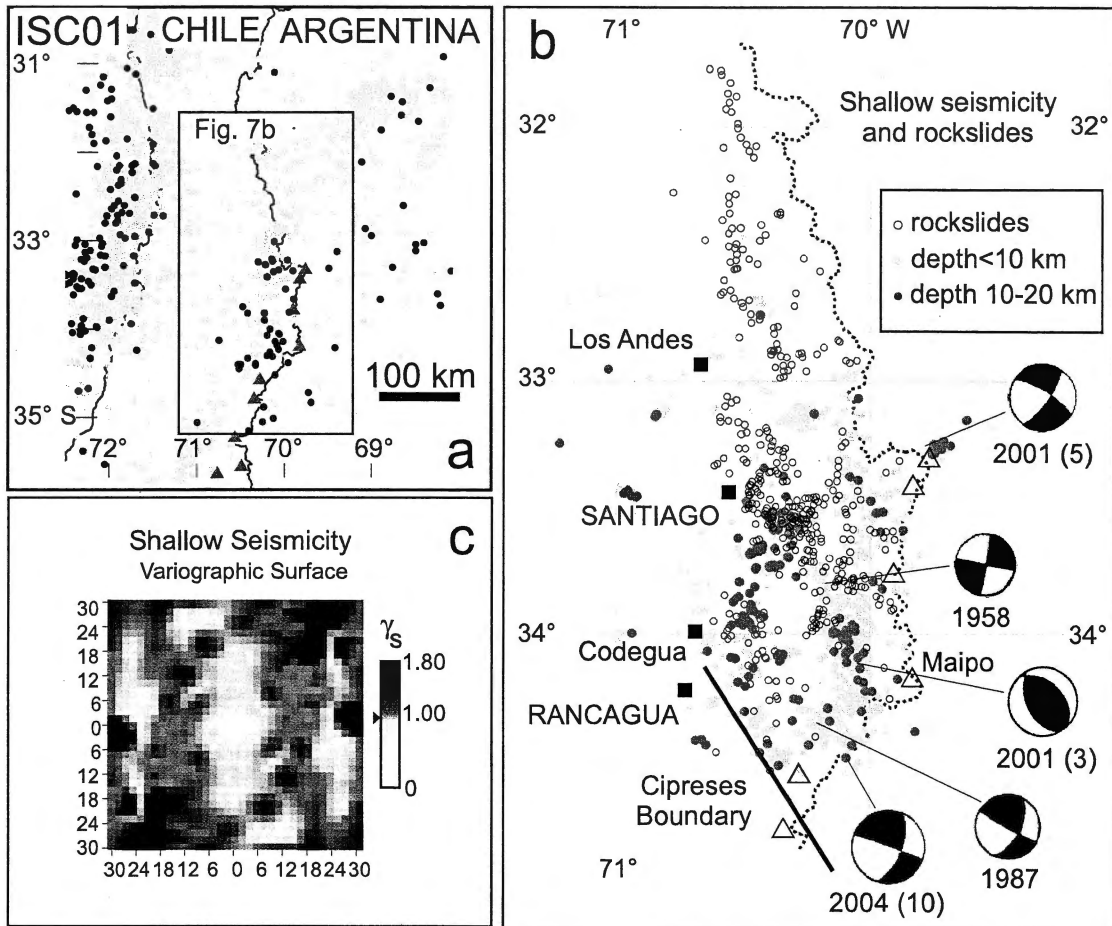 ISC01 CHILE ARGENTINA
31°
Fig. 7b
33°
100 km
35° S
72° 71° 70° 69°
a
b
71° 70° W
32° 32°
Shallow seismicity
and rockslides
rockslides
depth<10 km
depth 10-20 km
Los Andes
33°
2001 (5)
SANTIAGO
1958
34° 34°
Codegua
Maipo
RANCAGUA
2001 (3)
Cipreses
Boundary
71°
1987
2004 (10)
c
Shallow Seismicity
Variographic Surface
30
24
18
12
6
0
6
12
18
24
30
30 24 18 12 6 0 6 12 18 24 30
γs
1.80
1.00
0